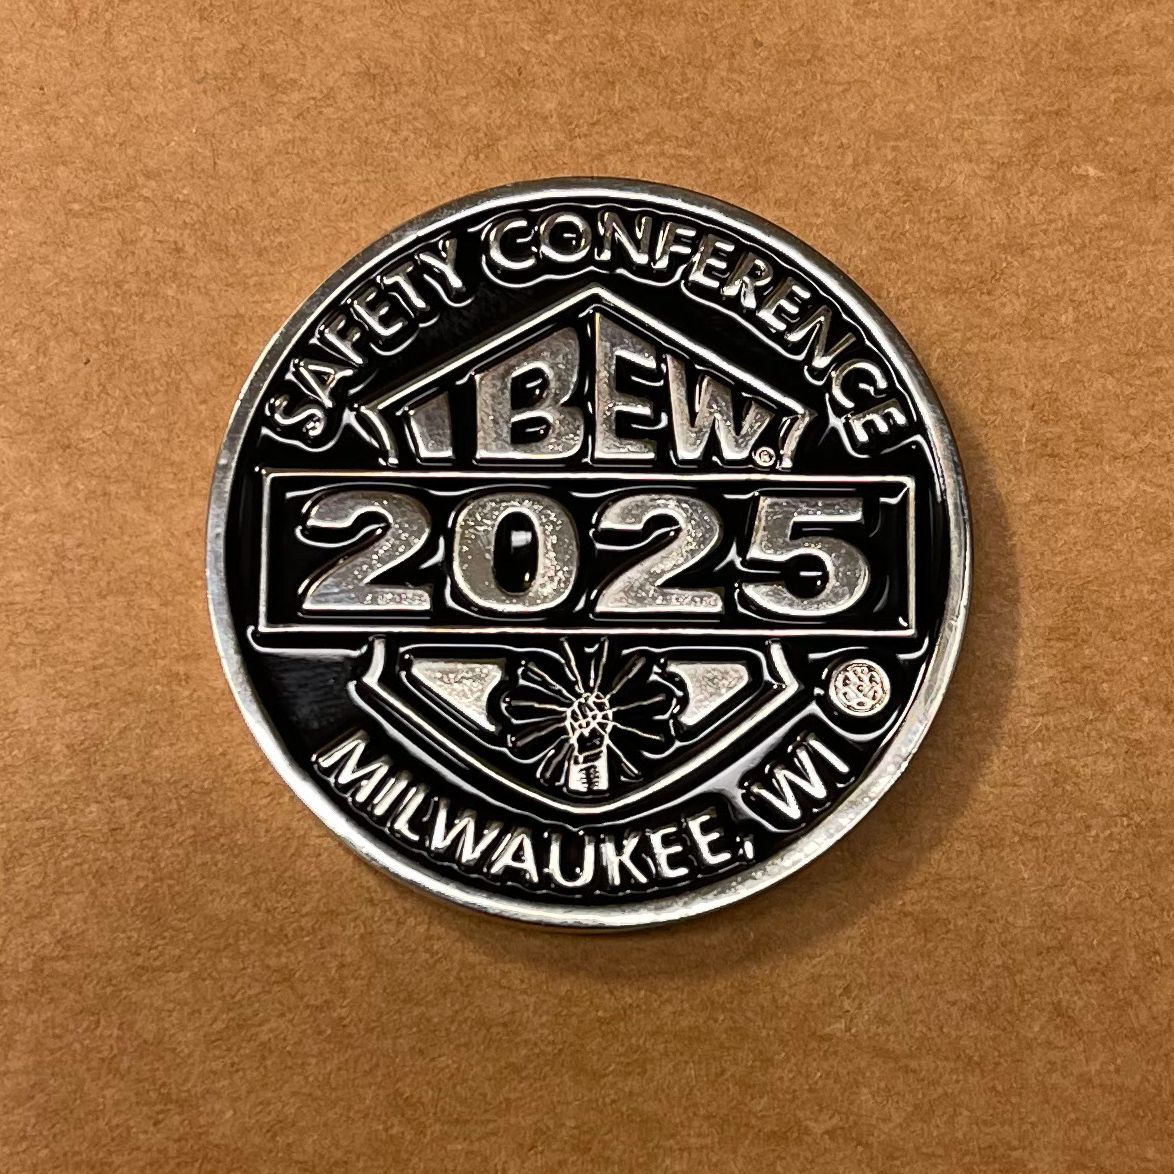 SAFETY CONFERENCE
IBEW®
2025
MILWAUKEE, WI